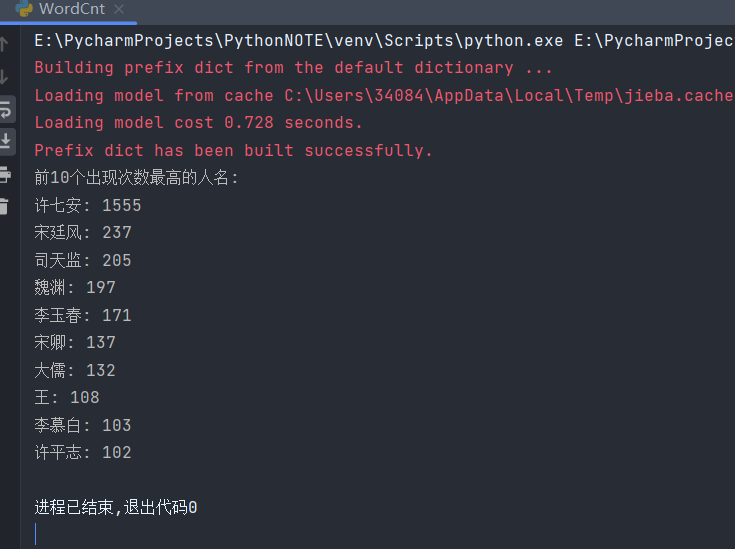 WordCnt
E:\PycharmProjects\PythonNOTE\venv\Scripts\python.exe E:\PycharmProjec
Building prefix dict from the default dictionary ...
Loading model from cache C:\Users\34084\AppData\Local\Temp\jieba.cache
Loading model cost 0.728 seconds.
Prefix dict has been built successfully.
前10个出现次数最高的人名:
许七安: 1555
宋廷风: 237
司天监: 205
魏渊: 197
李玉春: 171
宋卿: 137
大儒: 132
王: 108
李慕白: 103
许平志: 102
进程已结束,退出代码0